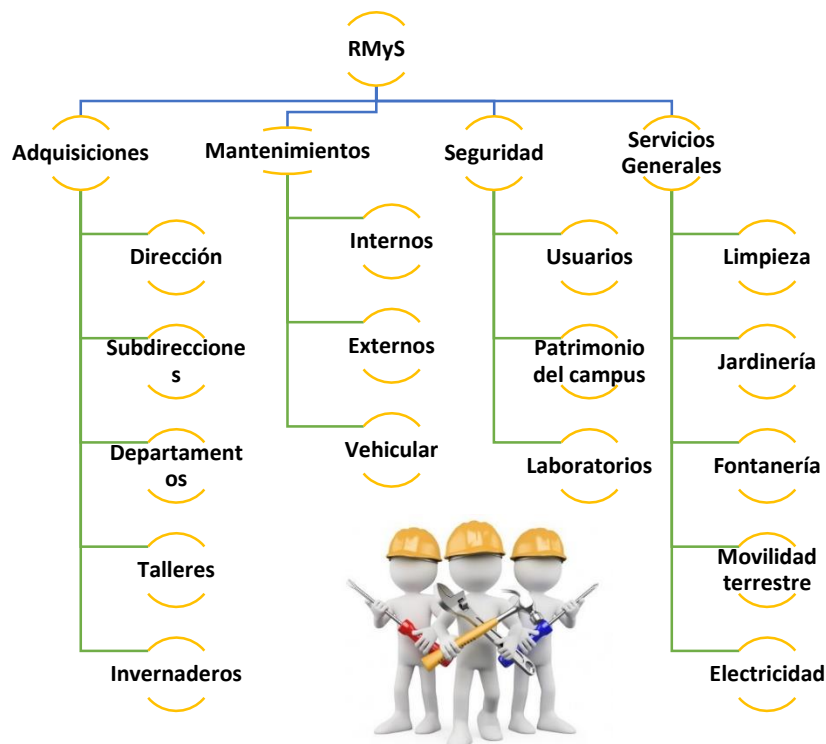 RMyS
Adquisiciones
Mantenimientos
Seguridad
Servicios
Generales
Dirección
Subdireccione
s
Departament
os
Talleres
Invernaderos
Internos
Externos
Vehicular
Usuarios
Patrimonio
del campus
Laboratorios
Limpieza
Jardinería
Fontanería
Movilidad
terrestre
Electricidad